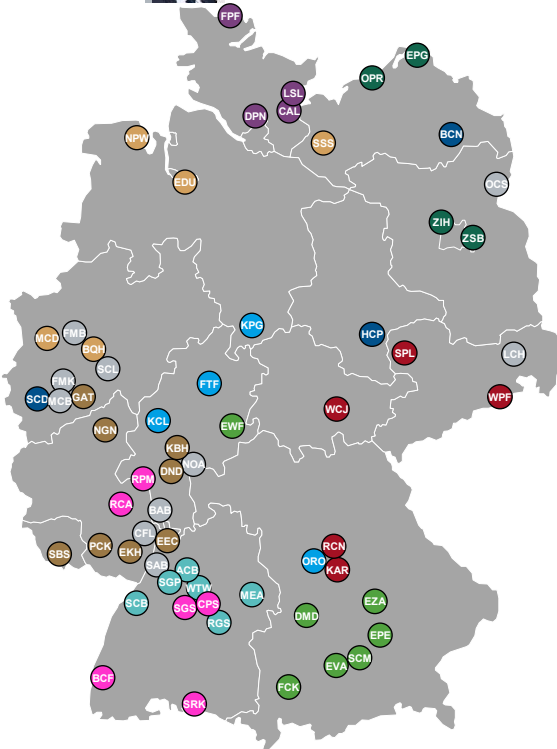 FPF
EPG
OPR
LSL
CAL
DPN
BCN
NPW
SSS
EDU
OCS
ZIH
ZSB
KPG
HCP
FMB
MCD
BQH
SPL
LCH
SCL
FMK
FTF
SCD
MCB
GAT
WPF
WCJ
KCL
EWF
NGN
KBH
NOA
DND
RPM
RCA
BAB
CFL
EEC
PCK
EKH
SBS
RCN
ORO
KAR
SAB
ACB
SGP
WTW
MEA
SCB
SGS
CPS
EZA
DMD
RGS
EPE
SCM
EVA
BCF
FCK
SRK